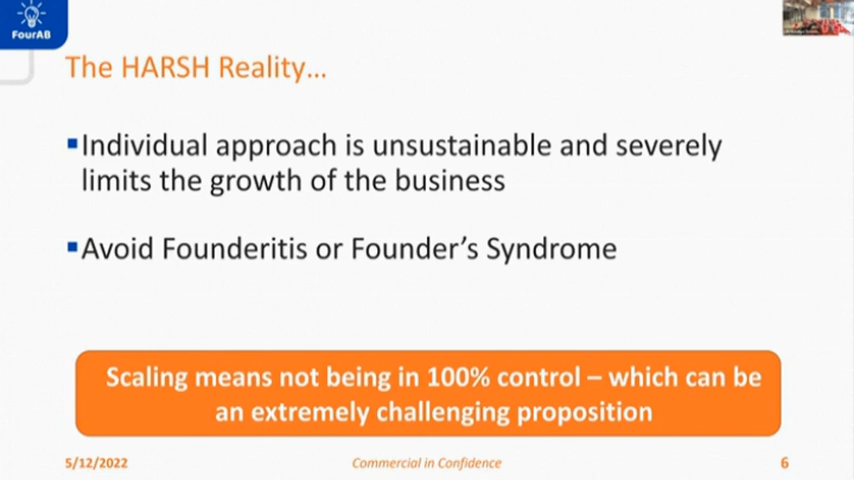 FourAB
The HARSH Reality...
▪Individual approach is unsustainable and severely
limits the growth of the business
▪Avoid Founderitis or Founder's Syndrome
Scaling means not being in 100% control – which can be
an extremely challenging proposition
5/12/2022
Commercial in Confidence
6